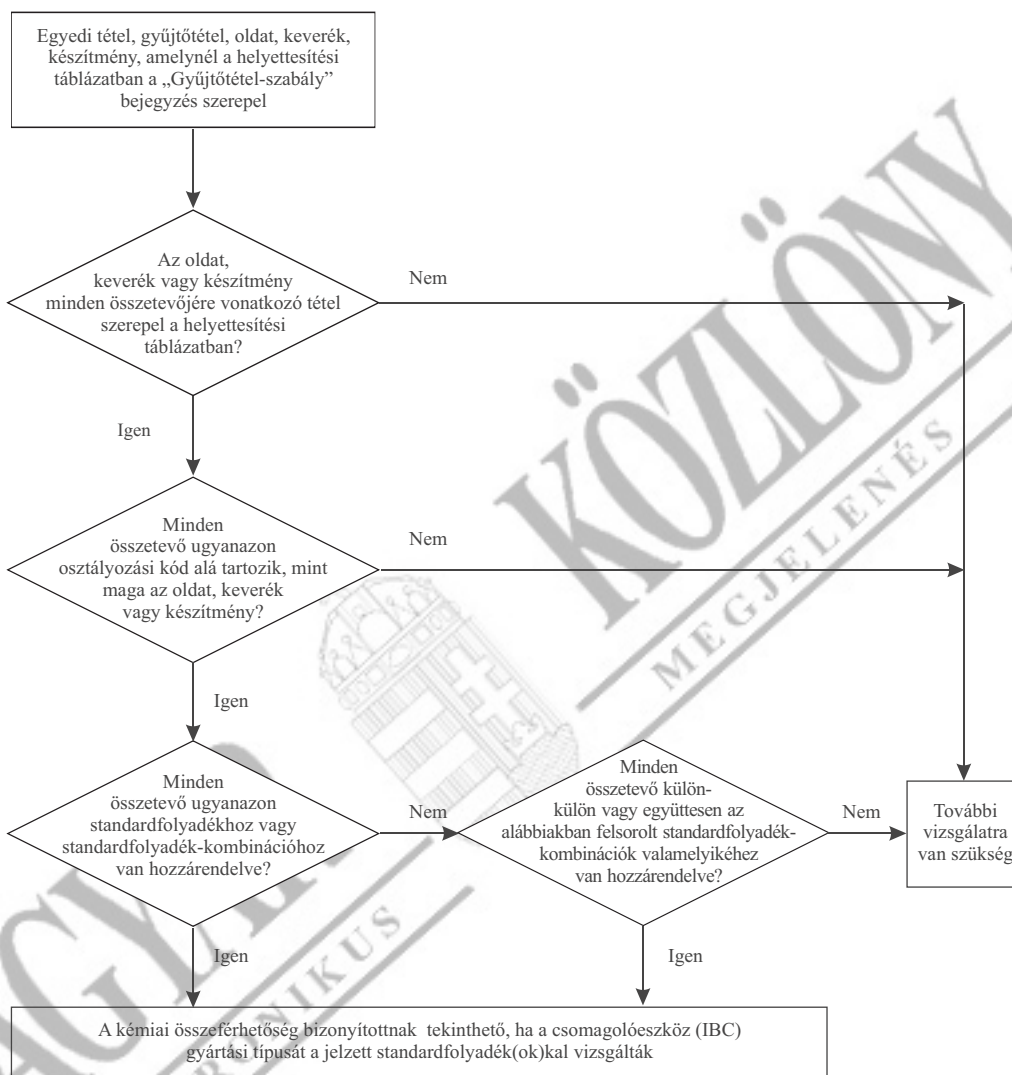 Egyedi tétel, gyűjtőtétel, oldat, keverék,
készítmény, amelynél a helyettesítési
táblázatban a „Gyűjtőtétel-szabály”
bejegyzés szerepel
Az oldat,
keverék vagy készítmény
minden összetevőjére vonatkozó tétel
szerepel a helyettesítési
táblázatban?
Nem
Igen
Minden
összetevő ugyanazon
osztályozási kód alá tartozik, mint
maga az oldat, keverék
vagy készítmény?
Nem
Igen
Minden
összetevő ugyanazon
standardfolyadékhoz vagy
standardfolyadék-kombinációhoz
van hozzárendelve?
Nem
Minden
összetevő külön-
külön vagy együttesen az
alábbiakban felsorolt standardfolyadék-
kombinációk valamelyikéhez
van hozzárendelve?
Nem
További
vizsgálatra
van szükség
Igen
Igen
A kémiai összeférhetőség bizonyítottnak tekinthető, ha a csomagolóeszköz (IBC)
gyártási típusát a jelzett standardfolyadék(ok)kal vizsgálták
KÖZLÖNY
MEGJELENÉS